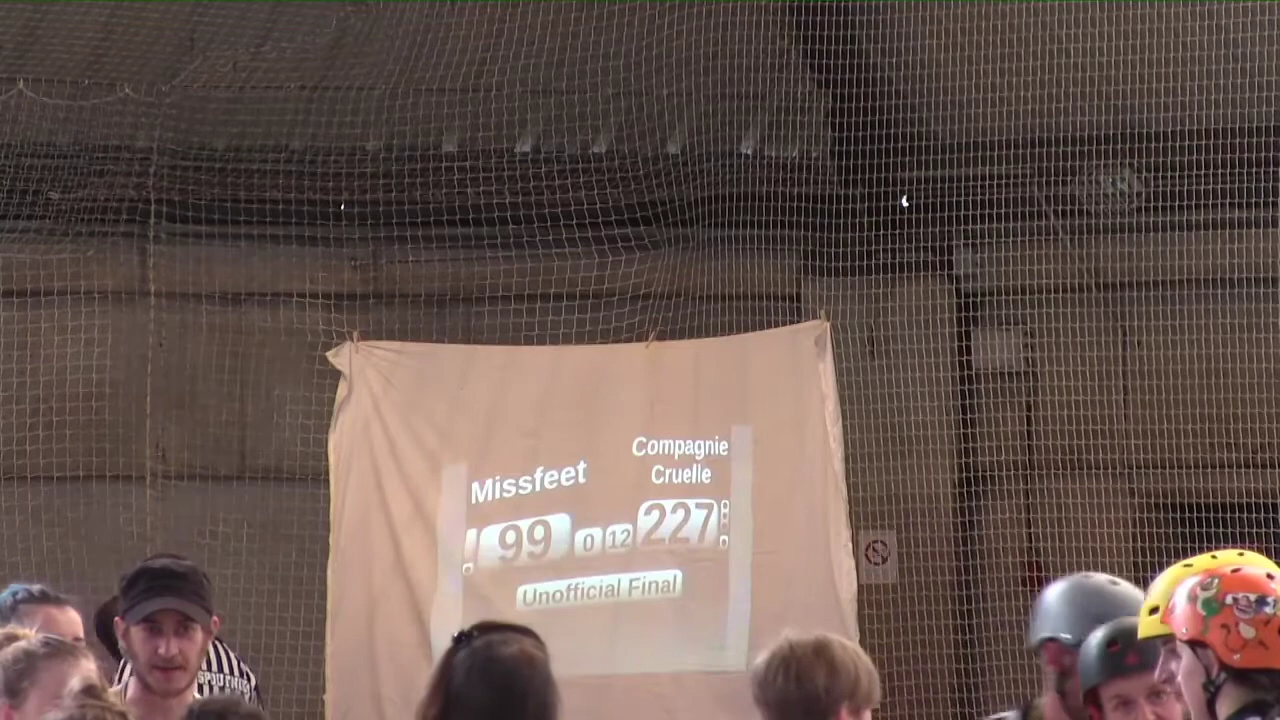 Missfeet
Compagnie
Cruelle
99 0 12 227
Unofficial Final